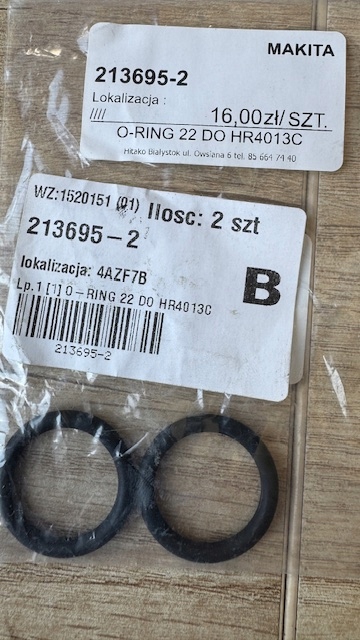 MAKITA
213695-2
Lokalizacja :
//// 16,00zł/SZT.
O-RING 22 DO HR4013C
Hitako Białystok ul. Owsiana 6 tel. 85 664 74 40
WZ:1520151 (01) Ilosc: 2 szt
213695-2
lokalizacja: 4AZF7B
B
Lp.1 [1] O-RING 22 DO HR4013C
213695-2